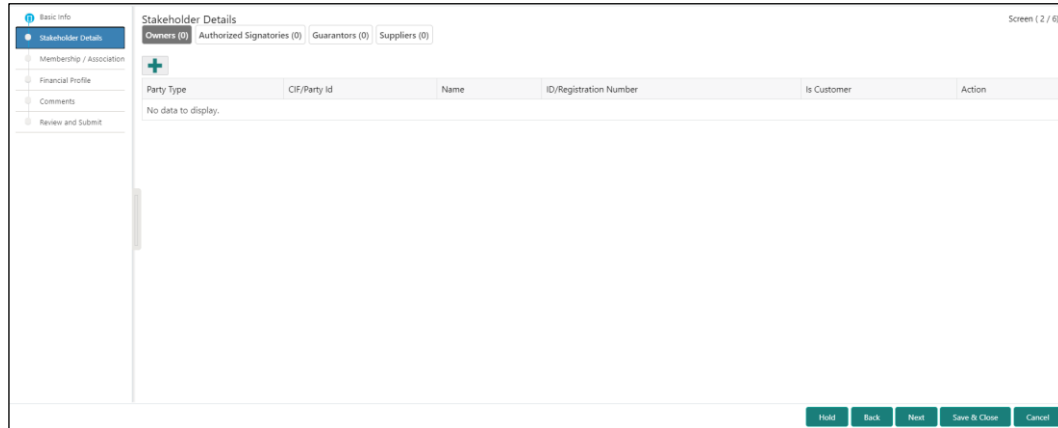 Basic Info
Stakeholder Details
Membership / Association
Financial Profile
Comments
Review and Submit
Stakeholder Details
Screen ( 2 / 6)
Owners (0) Authorized Signatories (0) Guarantors (0) Suppliers (0)
Party Type CIF/Party Id Name ID/Registration Number Is Customer Action
No data to display.
Hold Back Next Save & Close Cancel